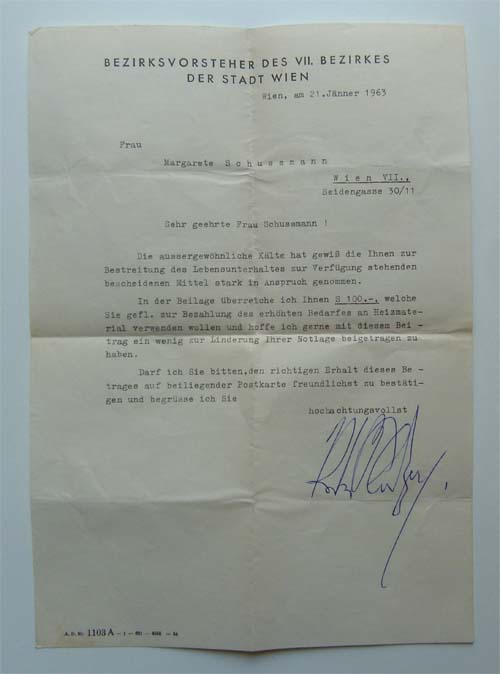 BEZIRKSVORSTEHER DES VII. BEZIRKES
DER STADT WIEN
Wien, am 21.Jänner 1963
Frau
Margarete S c h u s s m a n n
W i e n VII.,
Seidengasse 30/11
Sehr geehrte Frau Schussmann !
Die aussergewöhnliche Kälte hat gewiß die Ihnen zur
Bestreitung des Lebensunterhaltes zur Verfügung stehenden
bescheidenen Mittel stark in Anspruch genommen.
In der Beilage überreiche ich Ihnen S 100.-, welche
Sie gefl. zur Bezahlung des erhöhten Bedarfes an Heizmate-
rial verwenden wollen und hoffe ich gerne mit diesem Bei-
trag ein wenig zur Linderung Ihrer Notlage beigetragen zu
haben.
Darf ich Sie bitten,den richtigen Erhalt dieses Be-
trages auf beiliegender Postkarte freundlichst zu bestäti-
gen und begrüsse ich Sie
hochachtungsvollst
A. D. Nr. 1103 A